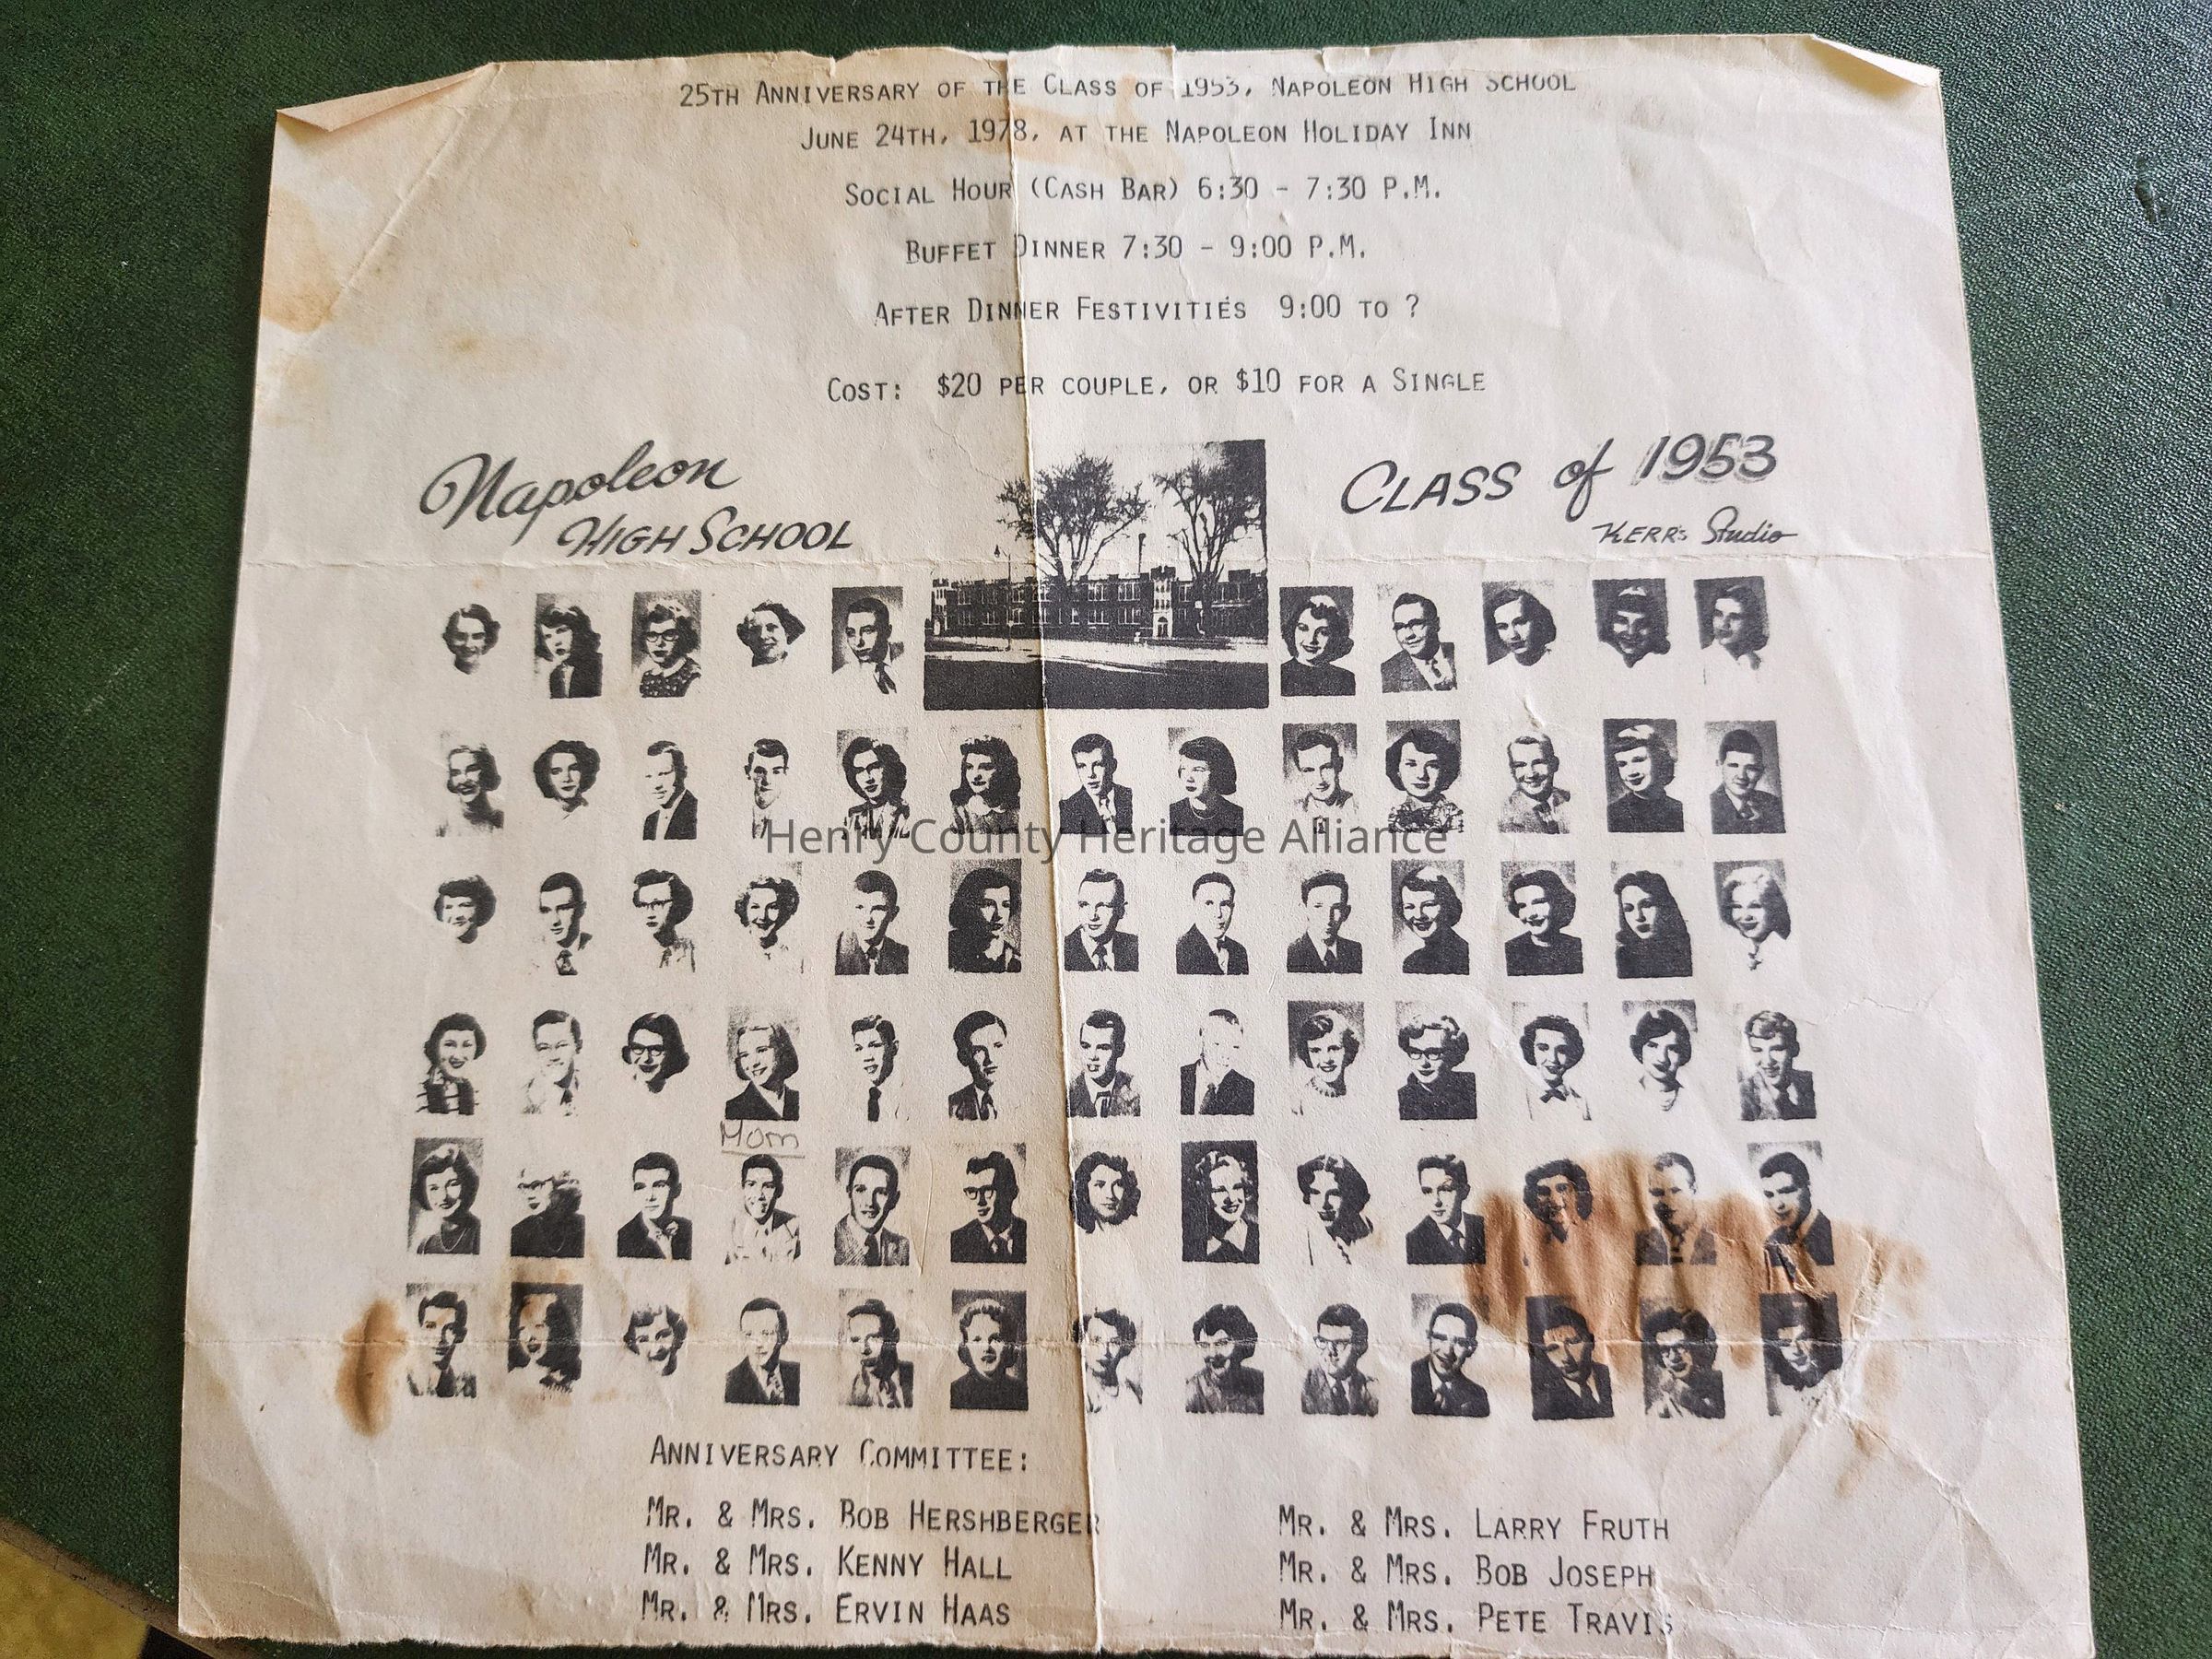 25TH ANNIVERSARY OF THE CLASS OF 1953, NAPOLEON HIGH SCHOOL
JUNE 24TH, 1978, AT THE NAPOLEON HOLIDAY INN
SOCIAL HOUR (CASH BAR) 6:30 - 7:30 P.M.
BUFFET DINNER 7:30 - 9:00 P.M.
AFTER DINNER FESTIVITIES 9:00 TO ?
COST: $20 PER COUPLE, OR $10 FOR A SINGLE
Napoleon
HIGH SCHOOL
CLASS of 1953
KERR'S Studio
Henry County Heritage Alliance
Mom
ANNIVERSARY COMMITTEE:
MR. & MRS. BOB HERSHBERGER
MR. & MRS. KENNY HALL
MR. & MRS. ERVIN HAAS
MR. & MRS. LARRY FRUTH
MR. & MRS. BOB JOSEPH
MR. & MRS. PETE TRAVIS